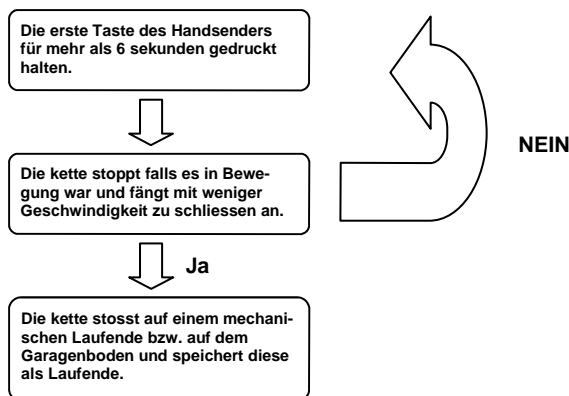 Die erste Taste des Handsenders
für mehr als 6 sekunden gedruckt
halten.
Die kette stoppt falls es in Bewe-
gung war und fängt mit weniger
Geschwindigkeit zu schliessen an.
NEIN
Ja
Die kette stosst auf einem mechani-
schen Laufende bzw. auf dem
Garagenboden und speichert diese
als Laufende.